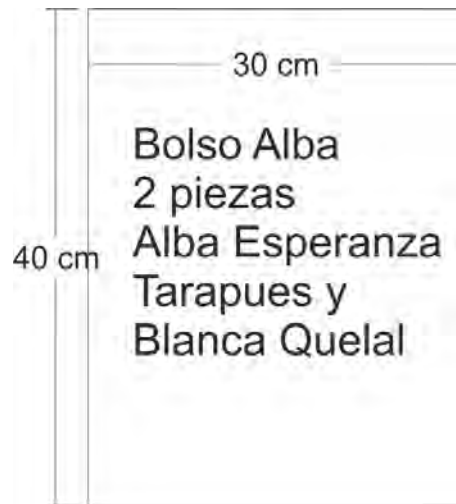 30 cm
Bolso Alba
2 piezas
Alba Esperanza
40 cm
Tarapues y
Blanca Quelal